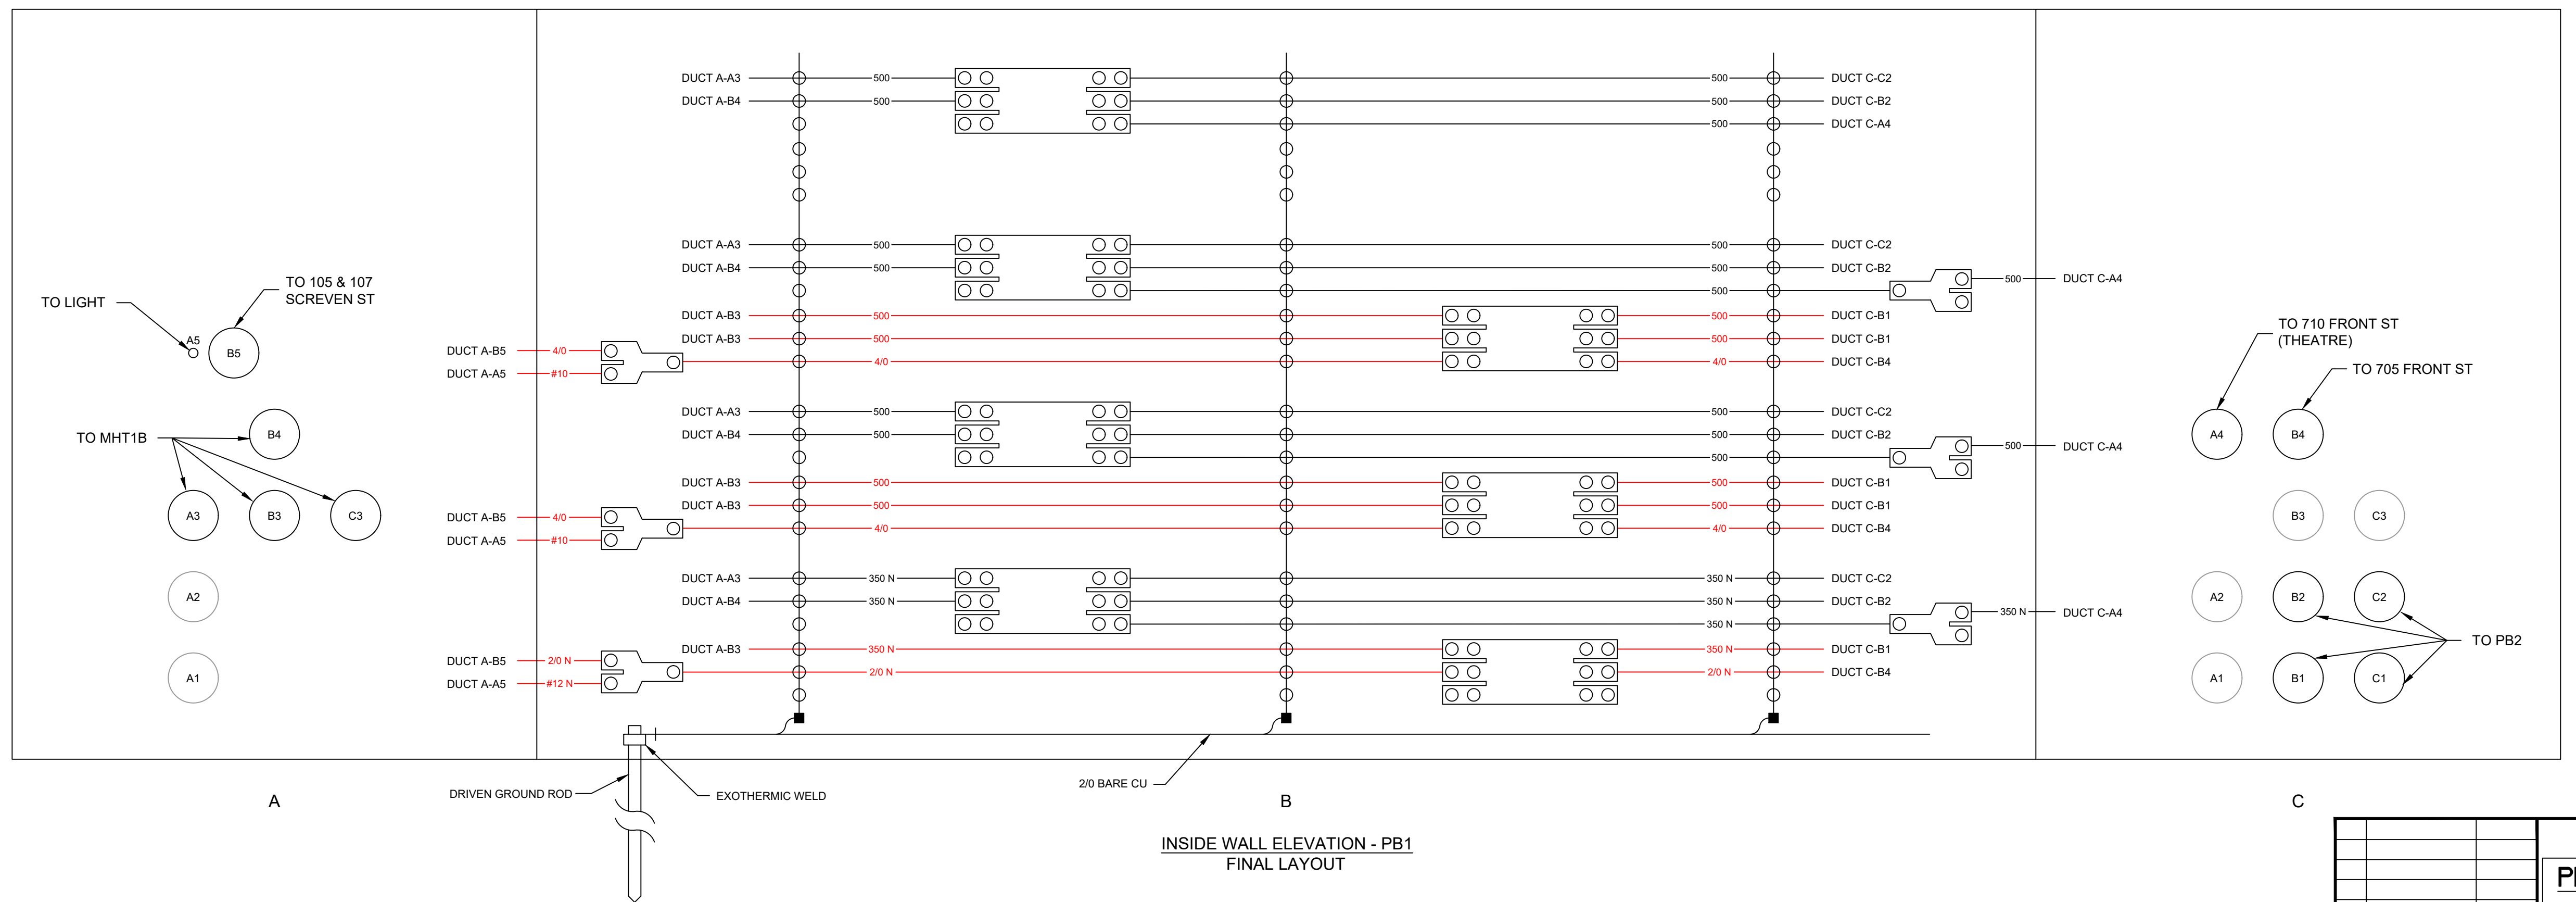 DUCT A-A3 500 500 DUCT C-C2
DUCT A-B4 500 500 DUCT C-B2
500 DUCT C-A4
DUCT A-A3 500 500 DUCT C-C2
DUCT A-B4 500 500 DUCT C-B2
500 DUCT C-A4
500
DUCT A-B3 500 500 DUCT C-B1
DUCT A-B3 500 500 DUCT C-B1
DUCT A-B5 4/0
4/0 4/0 DUCT C-B4
DUCT A-A5 #10
DUCT A-A3 500 500 DUCT C-C2
DUCT A-B4 500 500 DUCT C-B2
500 DUCT C-A4
500
DUCT A-B3 500 500 DUCT C-B1
DUCT A-B3 500 500 DUCT C-B1
DUCT A-B5 4/0
4/0 4/0 DUCT C-B4
DUCT A-A5 #10
DUCT A-A3 350 N 350 N DUCT C-C2
DUCT A-B4 350 N 350 N DUCT C-B2
350 N DUCT C-A4
350 N
DUCT A-B3 350 N 350 N DUCT C-B1
DUCT A-B5 2/0 N
2/0 N 2/0 N DUCT C-B4
DUCT A-A5 #12 N
TO LIGHT
TO 105 & 107
SCREVEN ST
A5
B5
TO MHT1B
B4
A3 B3 C3
A2
A1
TO 710 FRONT ST
(THEATRE)
TO 705 FRONT ST
A4 B4
B3 C3
A2 B2 C2
TO PB2
A1 B1 C1
DRIVEN GROUND ROD
EXOTHERMIC WELD
2/0 BARE CU
A
B
C
INSIDE WALL ELEVATION - PB1
FINAL LAYOUT